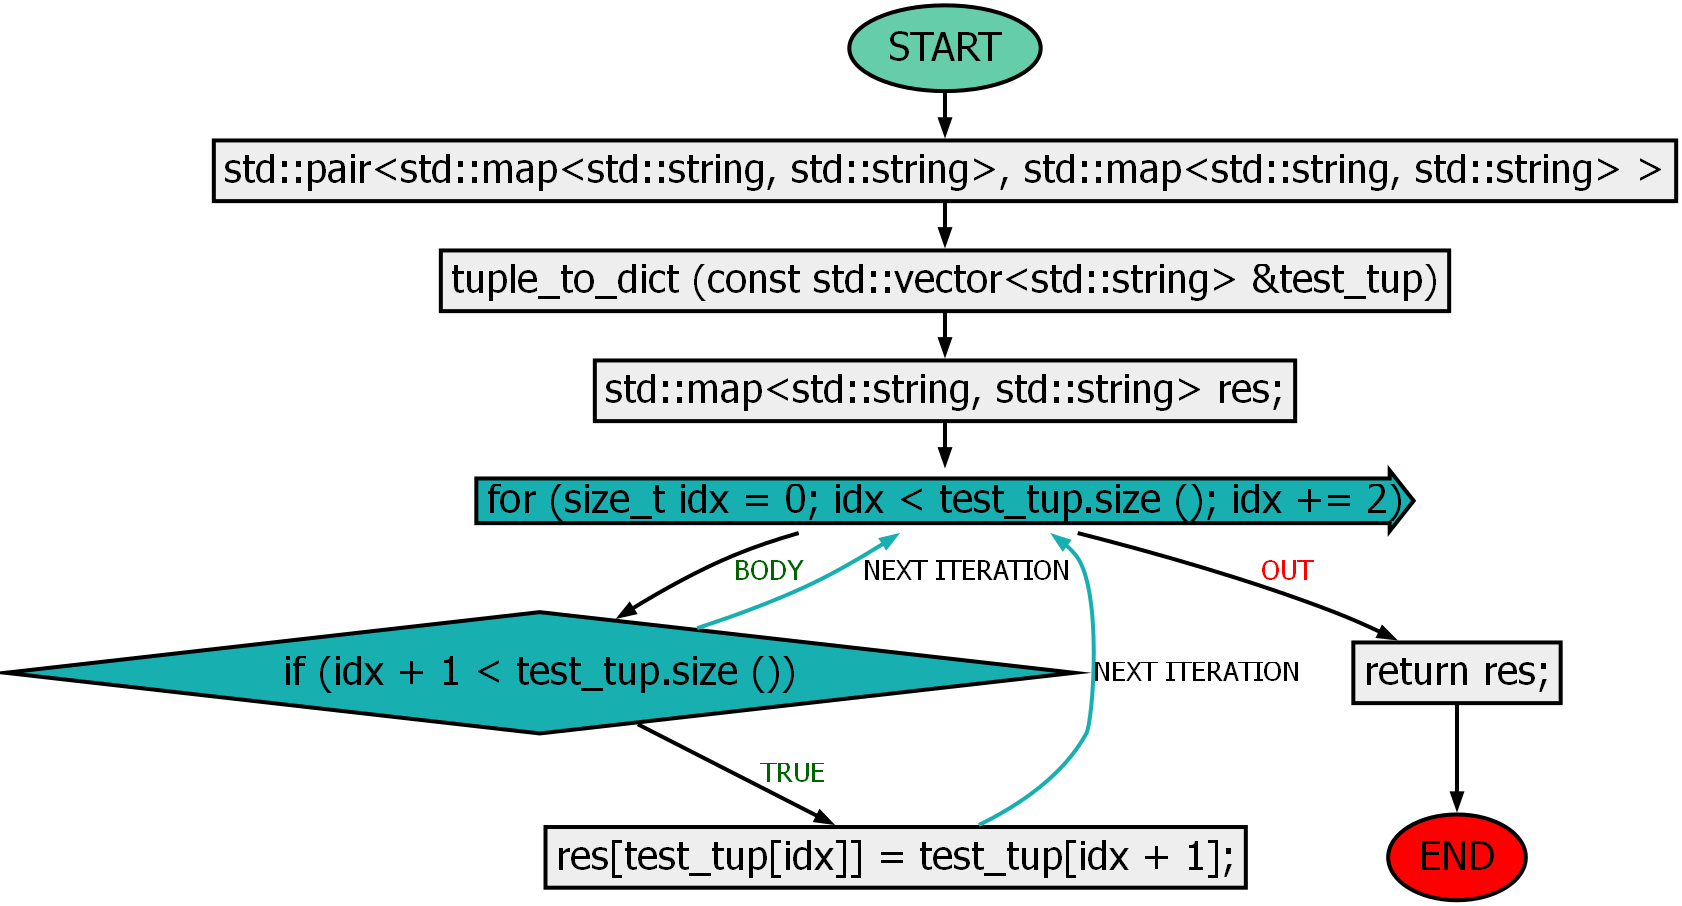 START
std::pair<std::map<std::string, std::string>, std::map<std::string, std::string> >
tuple_to_dict (const std::vector<std::string> &test_tup)
std::map<std::string, std::string> res;
for (size_t idx = 0; idx < test_tup.size (); idx += 2)
BODY
NEXT ITERATION
OUT
if (idx + 1 < test_tup.size ())
NEXT ITERATION
return res;
TRUE
res[test_tup[idx]] = test_tup[idx + 1];
END